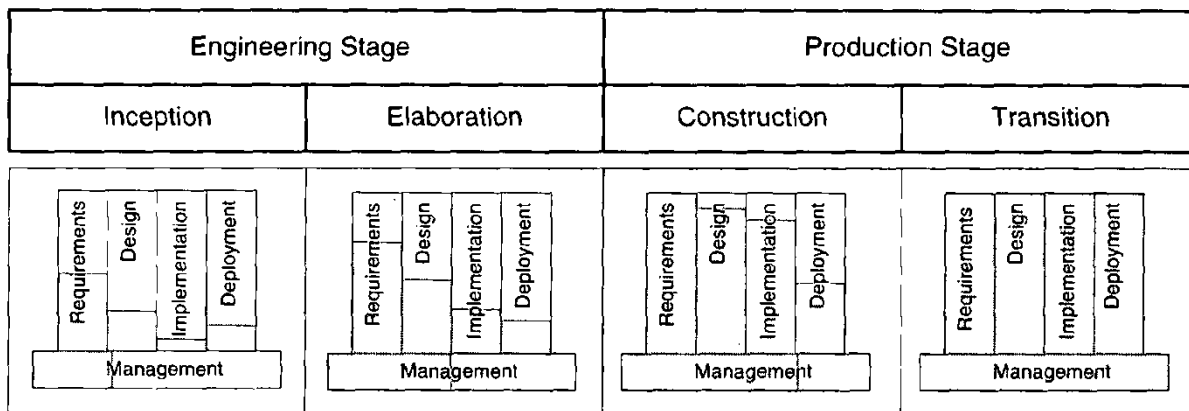 Engineering Stage Production Stage
Inception Elaboration Construction Transition
Requirements Design Implementation Deployment Requirements Design Implementation Deployment Requirements Design Implementation Deployment Requirements Design Implementation Deployment
Management Management Management Management